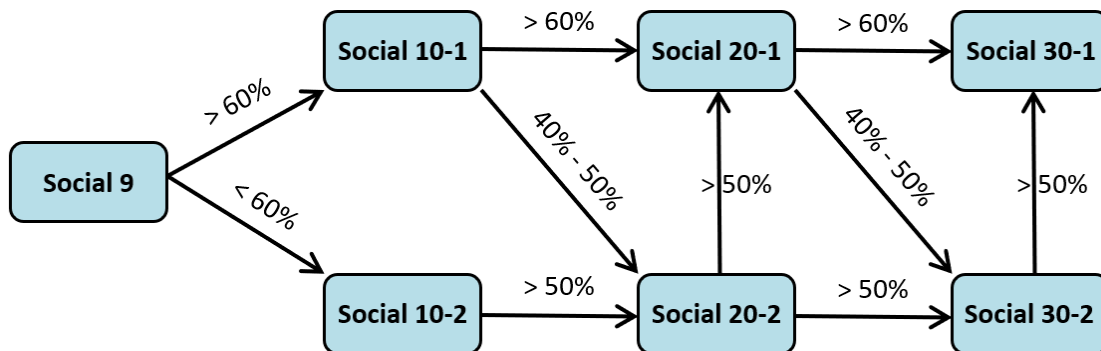 > 60%
> 60%
Social 10-1
Social 20-1
Social 30-1
> 60%
40% - 50%
40% - 50%
Social 9
> 50%
> 50%
< 60%
> 50%
> 50%
Social 10-2
Social 20-2
Social 30-2